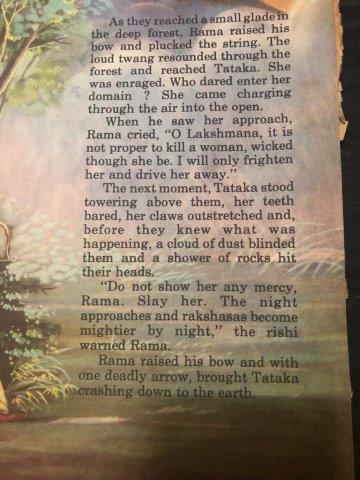 As they reached a small glade in
the deep forest, Rama raised his
bow and plucked the string. The
loud twang resounded through the
forest and reached Tataka. She
was enraged. Who dared enter her
domain ? She came charging
through the air into the open.
When he saw her approach,
Rama cried, “O Lakshmana, it is
not proper to kill a woman, wicked
though she be. I will only frighten
her and drive her away.”
The next moment, Tataka stood
towering above them, her teeth
bared, her claws outstretched and,
before they knew what was
happening, a cloud of dust blinded
them and a shower of rocks hit
their heads.
“Do not show her any mercy,
Rama. Slay her. The night
approaches and rakshasas become
mightier by night,” the rishi
warned Rama.
Rama raised his bow and with
one deadly arrow, brought Tataka
crashing down to the earth.